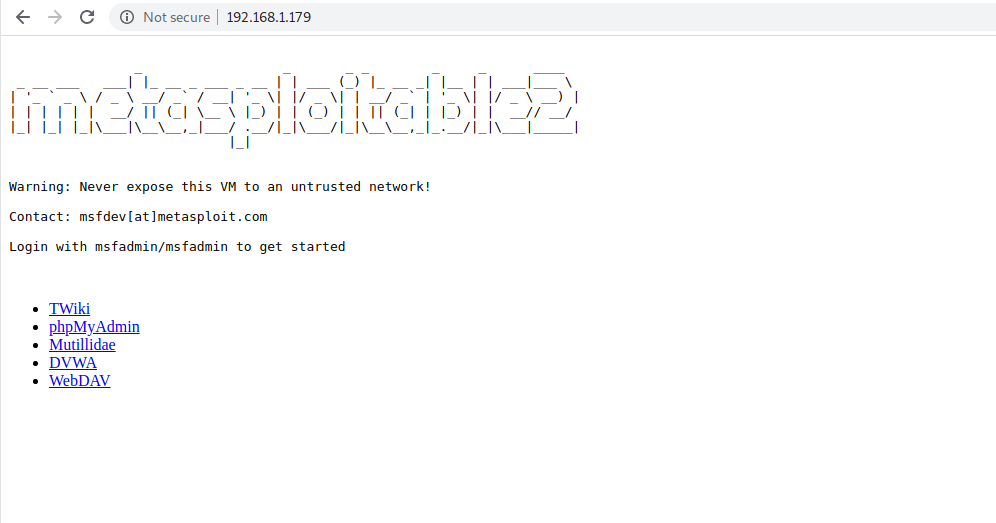 Not secure | 192.168.1.179
metasploitable2
Warning: Never expose this VM to an untrusted network!
Contact: msfdev[at]metasploit.com
Login with msfadmin/msfadmin to get started
TWiki
phpMyAdmin
Mutillidae
DVWA
WebDAV